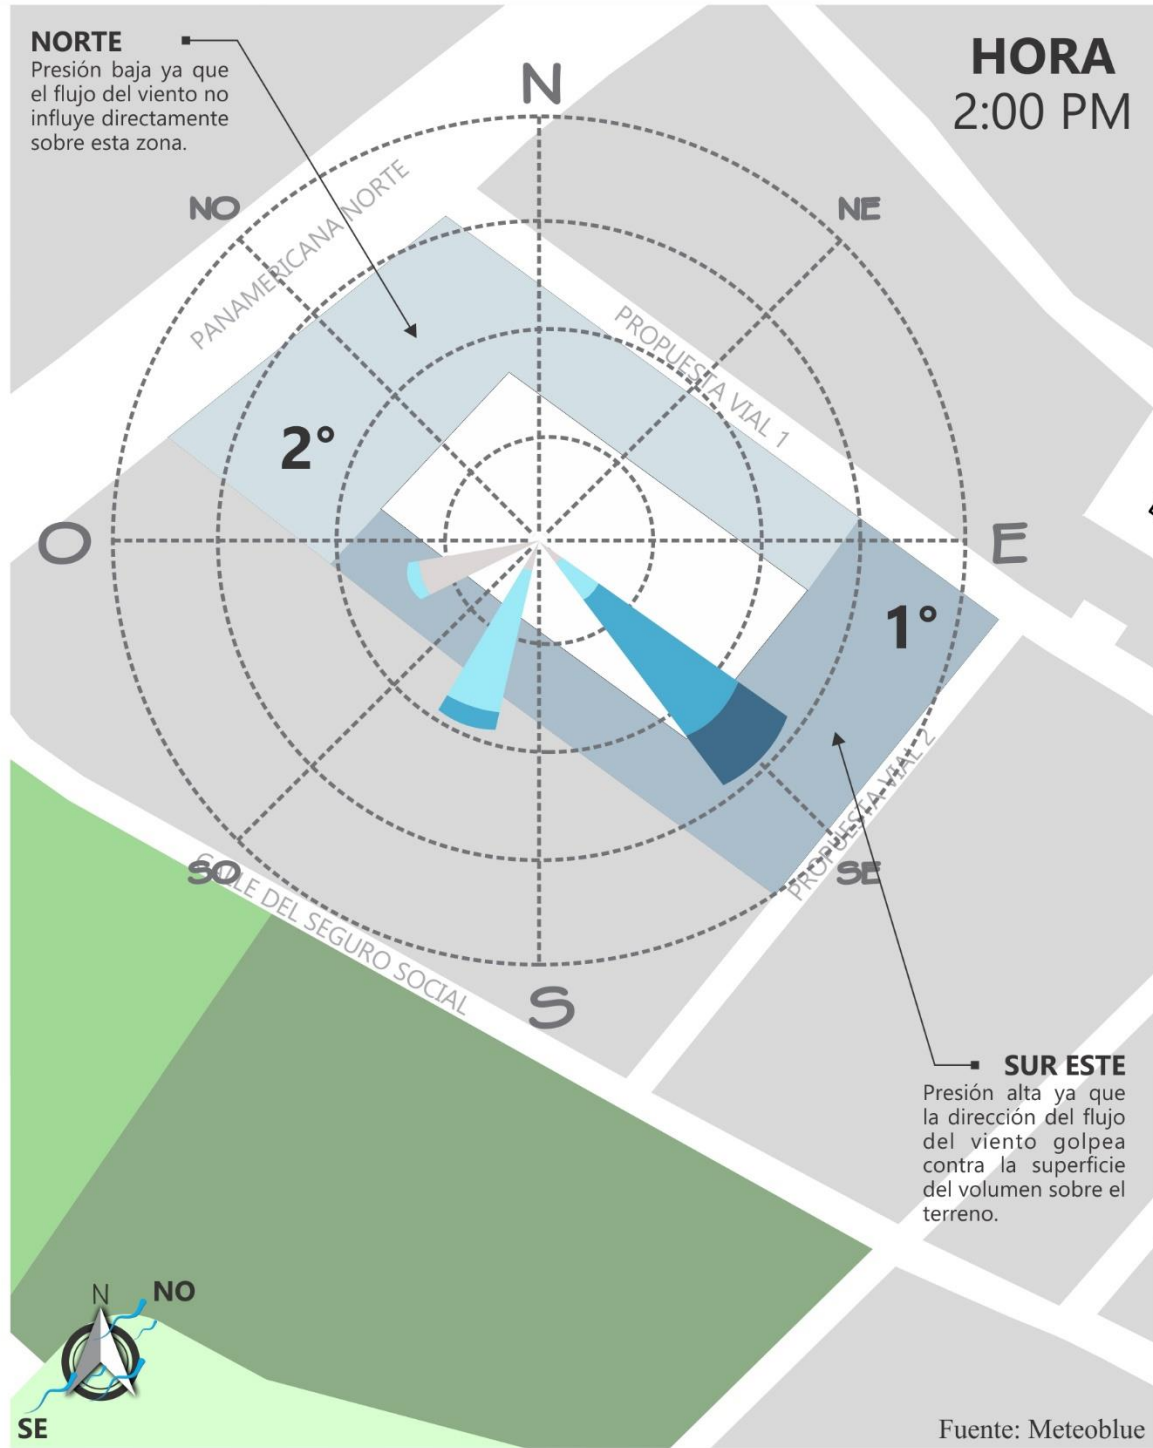 NORTE
Presión baja ya que
el flujo del viento no
influye directamente
sobre esta zona.
HORA
2:00 PM
N
NO
NE
PANAMERICANA NORTE
PROPUESTA VIAL 1
2°
O
E
1°
PROPUESTA VIAL 2
SO
SE
CALLE DEL SEGURO SOCIAL
S
SUR ESTE
Presión alta ya que
la dirección del flujo
del viento golpea
contra la superficie
del volumen sobre el
terreno.
N
NO
SE
Fuente: Meteoblue